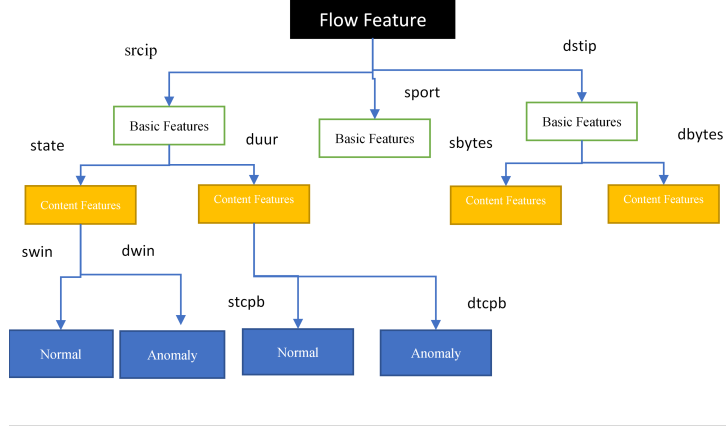 Flow Feature
srcip
dstip
sport
Basic Features
Basic Features
Basic Features
state
duur
sbytes
dbytes
Content Features
Content Features
Content Features
Content Features
swin
dwin
stcpb
dtcpb
Normal
Anomaly
Normal
Anomaly